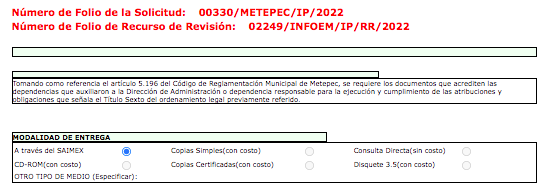 Número de Folio de la Solicitud: 00330/METEPEC/IP/2022
Número de Folio de Recurso de Revisión: 02249/INFOEM/IP/RR/2022
Tomando como referencia el artículo 5.196 del Código de Reglamentación Municipal de Metepec, se requiere los documentos que acrediten las
dependencias que auxiliaron a la Dirección de Administración o dependencia responsable para la ejecución y cumplimiento de las atribuciones y
obligaciones que señala el Título Sexto del ordenamiento legal previamente referido.
MODALIDAD DE ENTREGA
A través del SAIMEX Copias Simples(con costo) Consulta Directa(sin costo)
CD-ROM(con costo) Copias Certificadas(con costo) Disquete 3.5(con costo)
OTRO TIPO DE MEDIO (Especificar):